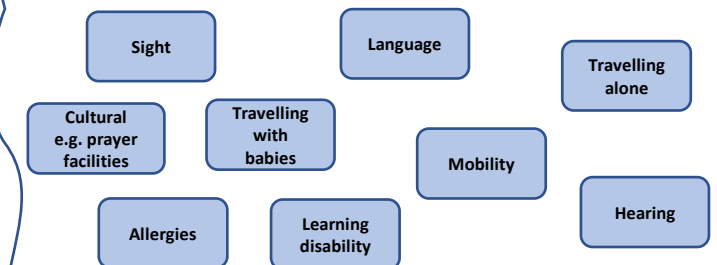 Sight
Language
Travelling
alone
Cultural
e.g. prayer
facilities
Travelling
with
babies
Mobility
Hearing
Allergies
Learning
disability